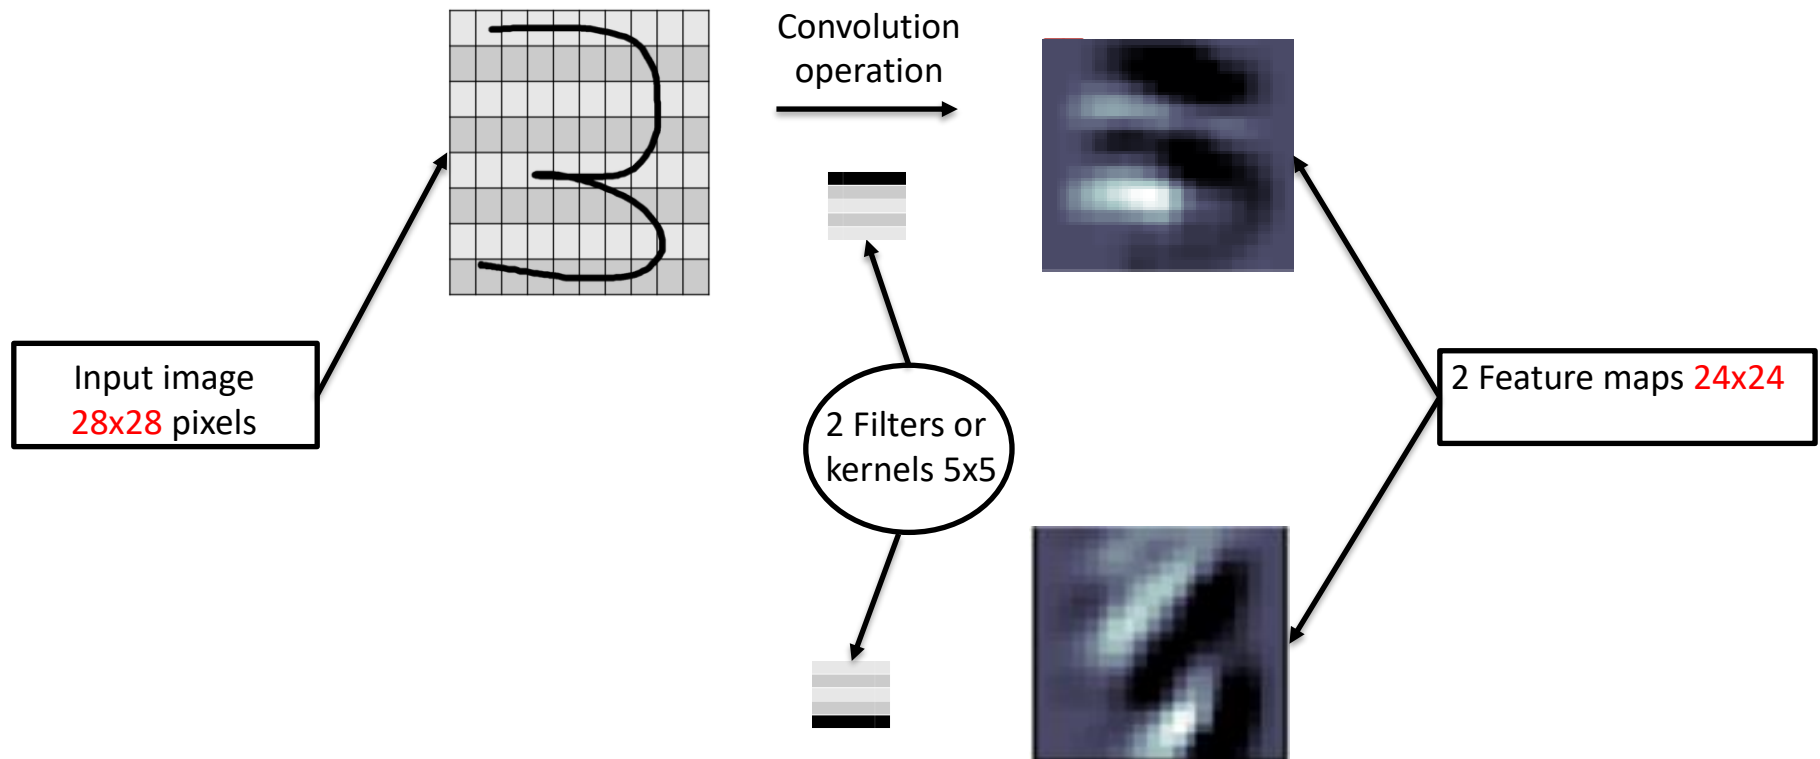 Convolution
operation
Input image
28x28 pixels
2 Filters or
kernels 5x5
2 Feature maps 24x24